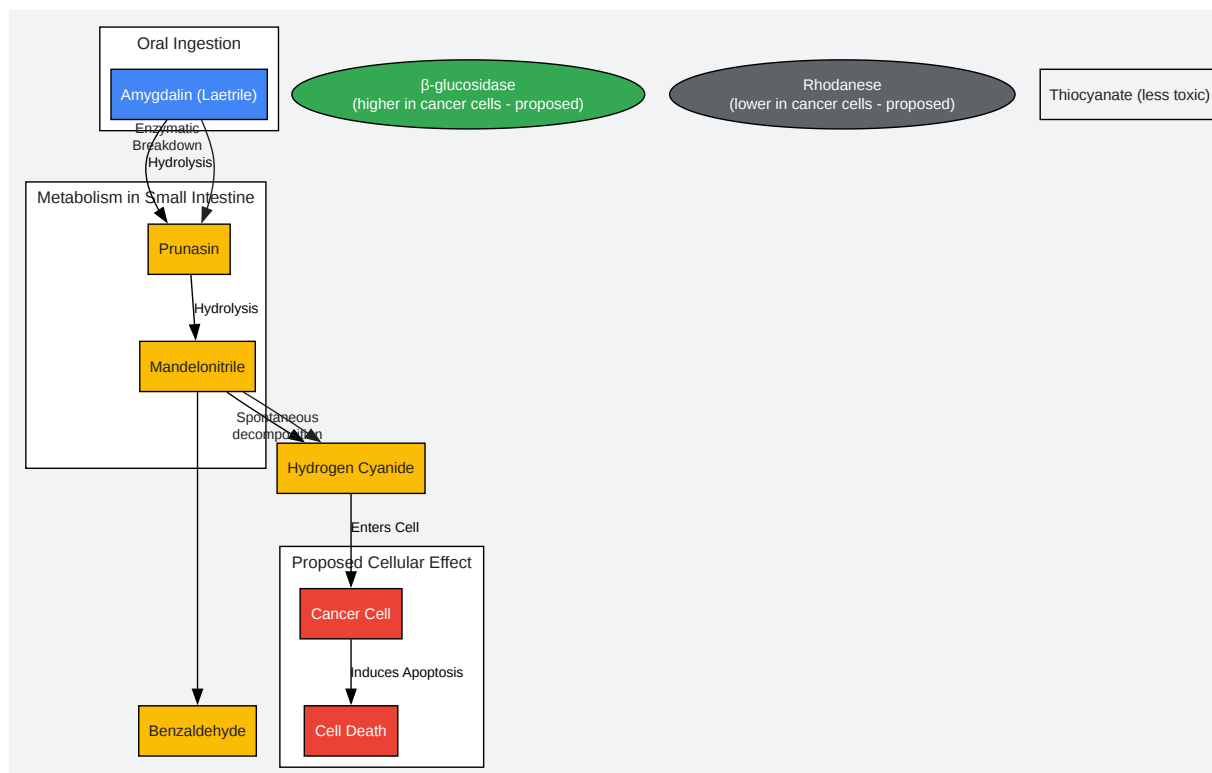 Oral Ingestion
Amygdalin (Laetrile)
β-glucosidase
(higher in cancer cells - proposed)
Rhodanese
(lower in cancer cells - proposed)
Thiocyanate (less toxic)
Enzymatic
Breakdown
Hydrolysis
Metabolism in Small Intestine
Prunasin
Hydrolysis
Mandelonitrile
Spontaneous
decomposition
Hydrogen Cyanide
Enters Cell
Proposed Cellular Effect
Cancer Cell
Induces Apoptosis
Benzaldehyde
Cell Death